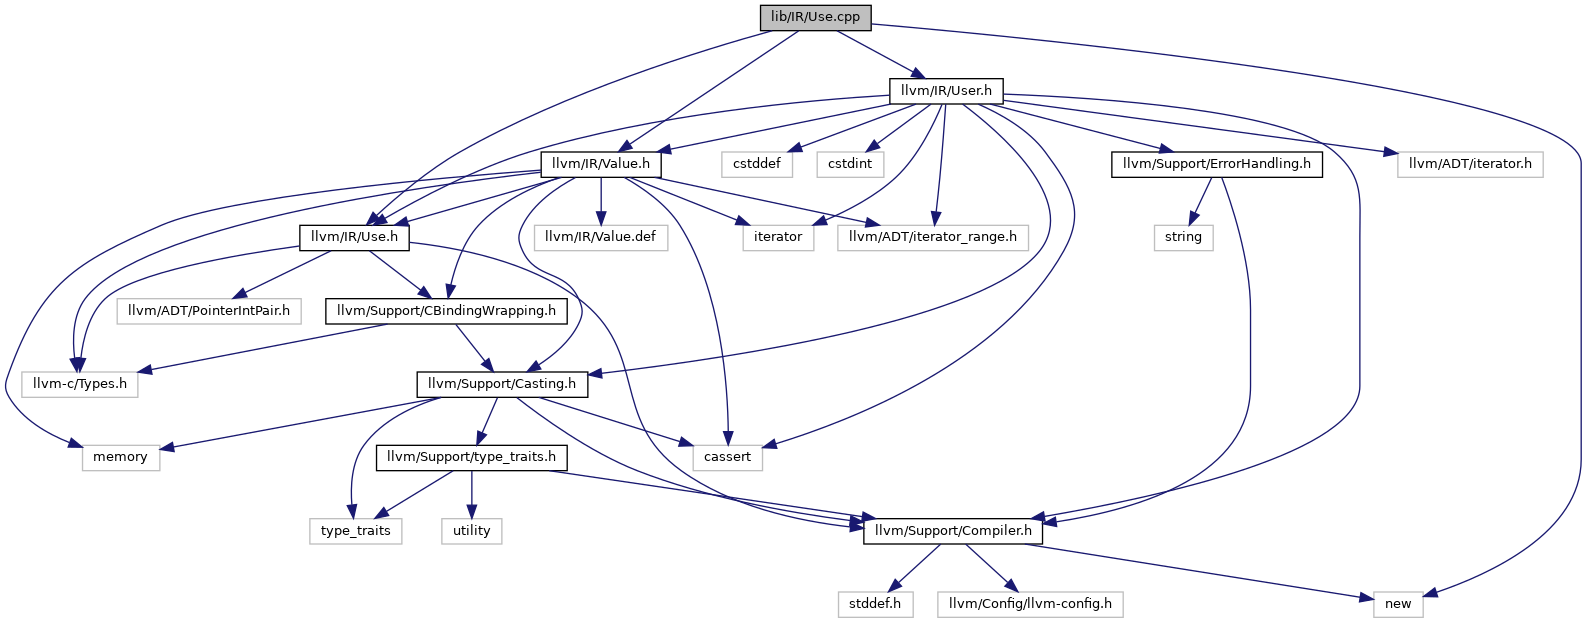 lib/IR/Use.cpp
llvm/IR/User.h
llvm/IR/Value.h
cstddef
cstdint
llvm/Support/ErrorHandling.h
llvm/ADT/iterator.h
llvm/IR/Use.h
llvm/IR/Value.def
iterator
llvm/ADT/iterator_range.h
string
llvm/ADT/PointerIntPair.h
llvm/Support/CBindingWrapping.h
llvm-c/Types.h
llvm/Support/Casting.h
memory
llvm/Support/type_traits.h
cassert
type_traits
utility
llvm/Support/Compiler.h
stddef.h
llvm/Config/llvm-config.h
new